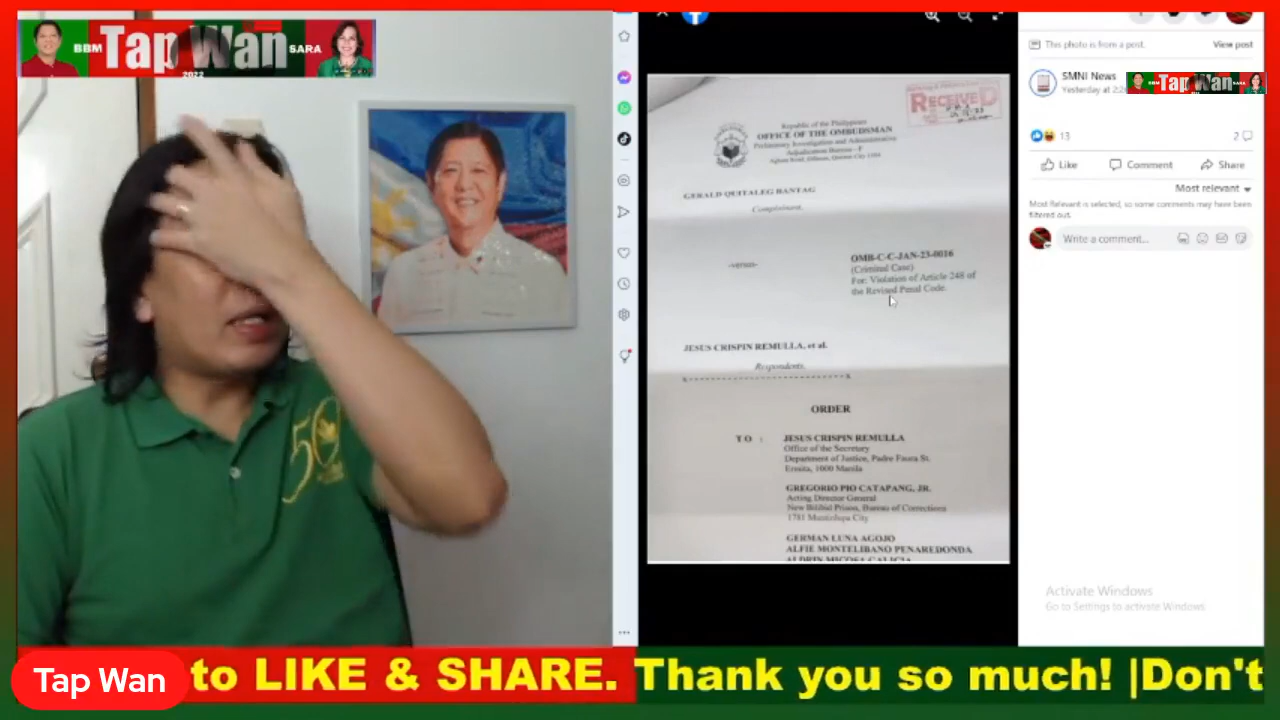 BBM Tap Wan SARA
2022
This photo is from a post. View post
SMNI News
BBM Tap Wan SARA
13
2
Like Comment Share
Most relevant
Most Relevant is selected, so some comments may have been
filtered out.
Write a comment...
RECEIVED
Republic of the Philippines
OFFICE OF THE OMBUDSMAN
Preliminary Investigation and Administrative
Adjudication Bureau
GERALD QUITALEG BANTAG
Complainant,
-versus-
OMB-C-C-JAN-23-0016
(Criminal Case)
For: Violation of Article 248 of
the Revised Penal Code.
JESUS CRISPIN REMULLA, et al.
Respondents.
x-----------------------------------x
ORDER
TO : JESUS CRISPIN REMULLA
Office of the Secretary
Department of Justice, Padre Faura St.
Ermita, 1000 Manila
GREGORIO PIO CATAPANG, JR.
Acting Director General
New Bilibid Prison, Bureau of Corrections
1781 Muntinlupa City
GERMAN LUNA AGOJO
ALFIE MONTELIBANO PENAREDONDA
50
Activate Windows
Go to Settings to activate Windows.
Tap Wan
to LIKE & SHARE. Thank you so much! |Don't